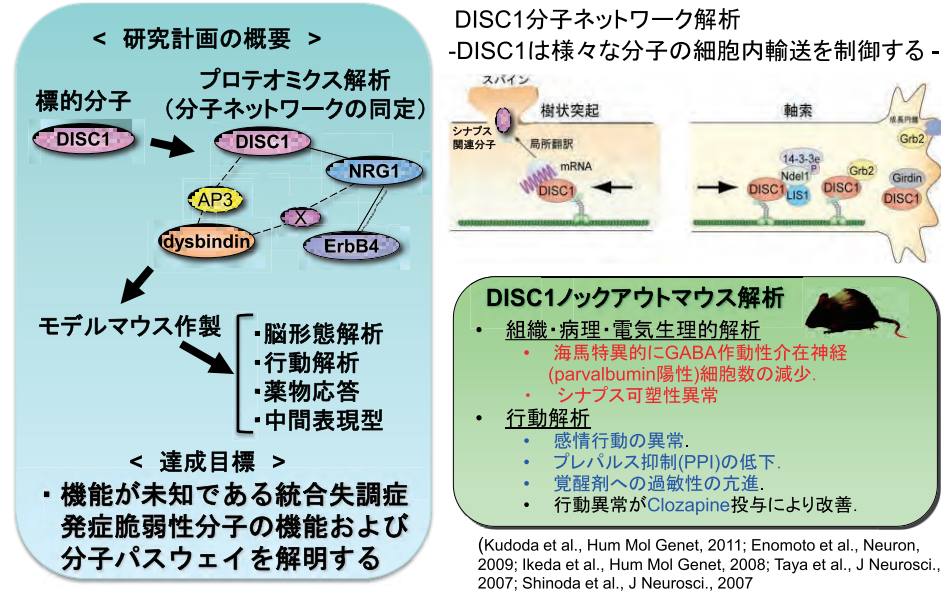 < 研究計画の概要 >
標的分子
プロテオミクス解析
(分子ネットワークの同定)
DISC1
DISC1
NRG1
AP3
X
dysbindin
ErbB4
モデルマウス作製
・脳形態解析
・行動解析
・薬物応答
・中間表現型
< 達成目標 >
・機能が未知である統合失調症
発症脆弱性分子の機能および
分子パスウェイを解明する
DISC1分子ネットワーク解析
-DISC1は様々な分子の細胞内輸送を制御する -
スパイン
樹状突起
シナプス
関連分子
局所翻訳
mRNA
DISC1
軸索
成長円錐
Grb2
14-3-3e
P
Ndel1
Grb2
DISC1
LIS1
DISC1
Girdin
DISC1
DISC1ノックアウトマウス解析
• 組織・病理・電気生理的解析
• 海馬特異的にGABA作動性介在神経
(parvalbumin陽性)細胞数の減少.
• シナプス可塑性異常
• 行動解析
• 感情行動の異常.
• プレパルス抑制(PPI)の低下.
• 覚醒剤への過敏性の亢進.
• 行動異常がClozapine投与により改善.
(Kudoda et al., Hum Mol Genet, 2011; Enomoto et al., Neuron,
2009; Ikeda et al., Hum Mol Genet, 2008; Taya et al., J Neurosci.,
2007; Shinoda et al., J Neurosci., 2007